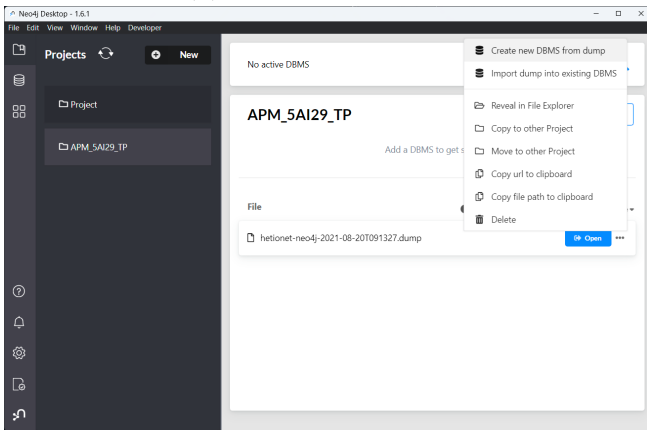 Neo4j Desktop - 1.6.1
File Edit View Window Help Developer
Projects
New
Project
APM_5AI29_TP
No active DBMS
APM_5AI29_TP
Add a DBMS to get s
File
hetionet-neo4j-2021-08-20T091327.dump
Open
Create new DBMS from dump
Import dump into existing DBMS
Reveal in File Explorer
Copy to other Project
Move to other Project
Copy url to clipboard
Copy file path to clipboard
Delete